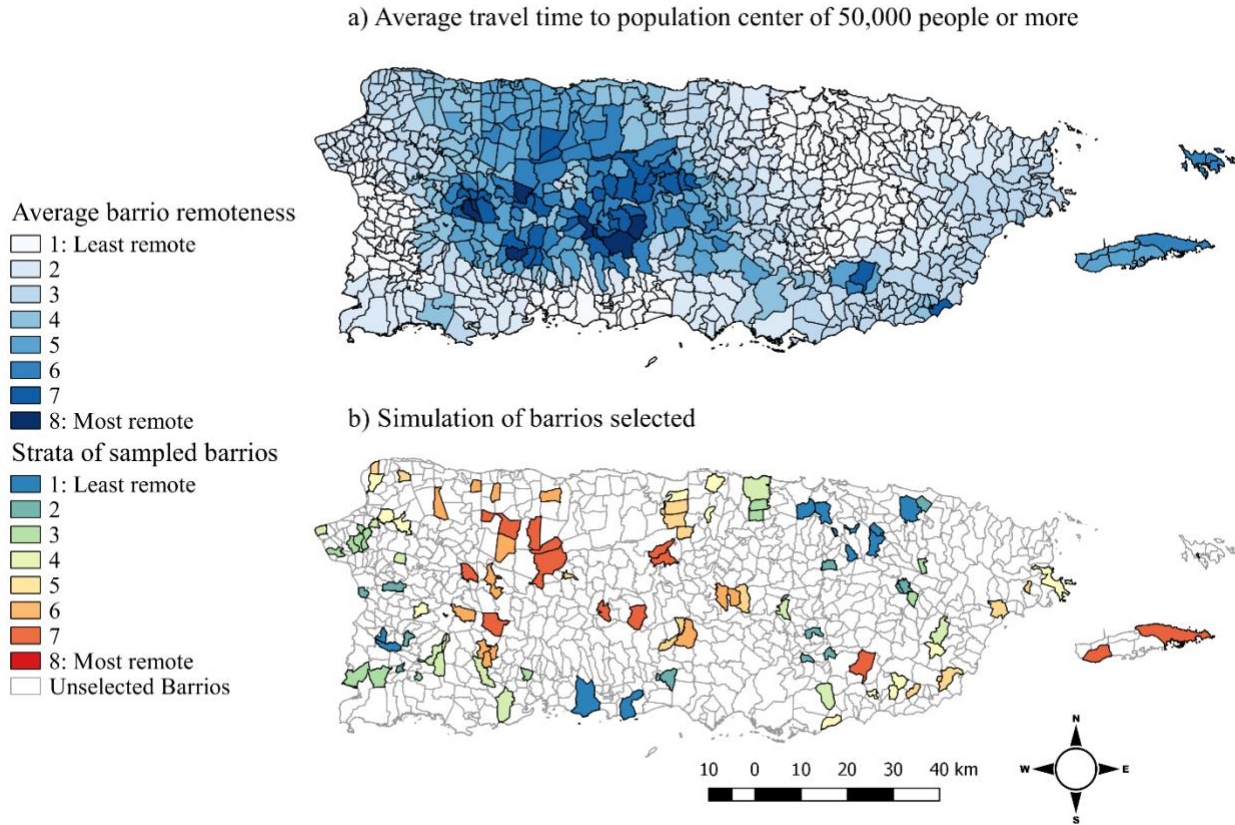 a) Average travel time to population center of 50,000 people or more
Average barrio remoteness
1: Least remote
2
3
4
5
6
7
8: Most remote
b) Simulation of barrios selected
Strata of sampled barrios
1: Least remote
2
3
4
5
6
7
8: Most remote
Unselected Barrios
N
W
E
S
10 0 10 20 30 40 km